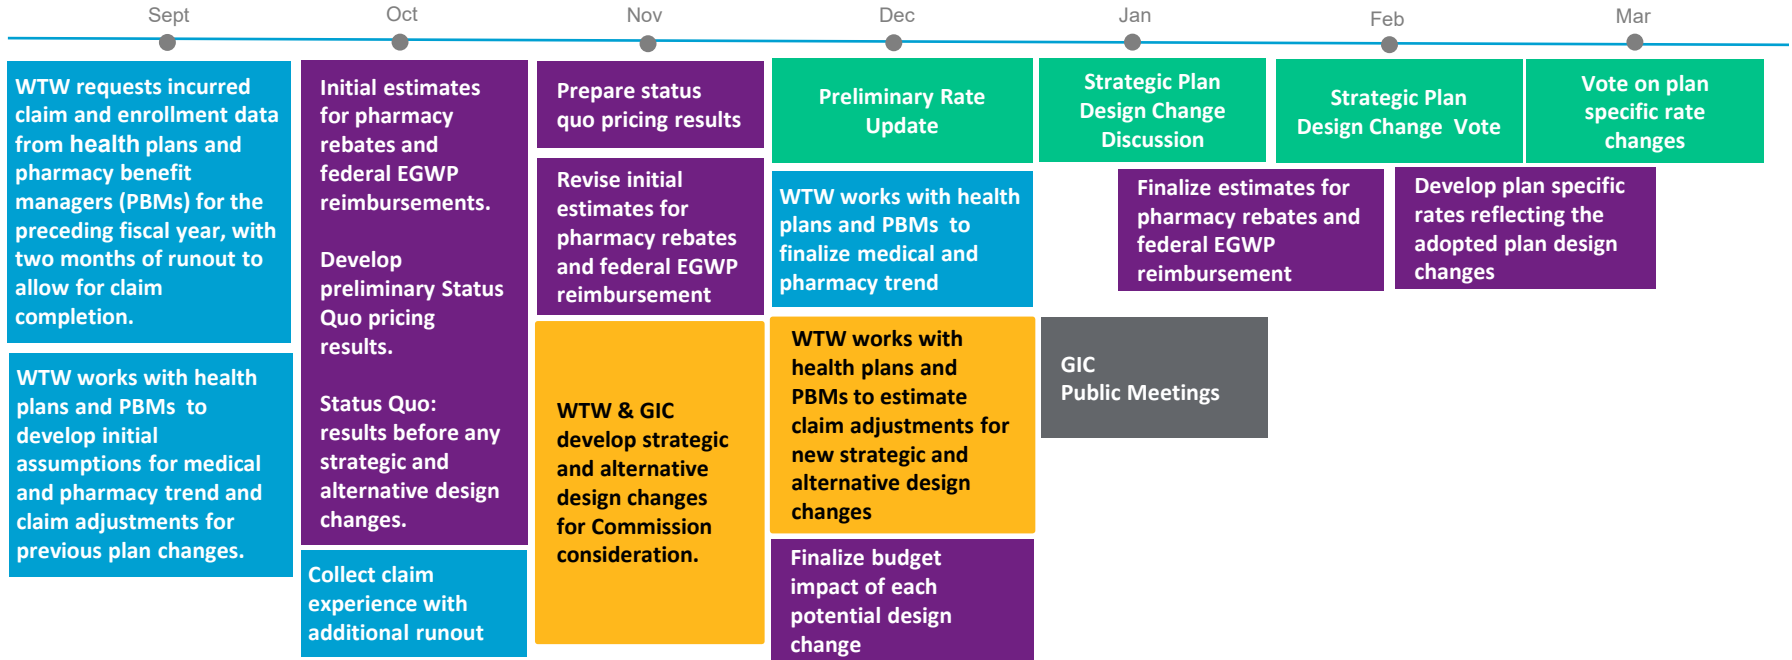 Sept
Oct
Nov
Dec
Jan
Feb
Mar
WTW requests incurred
claim and enrollment data
from health plans and
pharmacy benefit
managers (PBMs) for the
preceding fiscal year, with
two months of runout to
allow for claim
completion.
WTW works with health
plans and PBMs to
develop initial
assumptions for medical
and pharmacy trend and
claim adjustments for
previous plan changes.
Initial estimates
for pharmacy
rebates and
federal EGWP
reimbursements.
Develop
preliminary Status
Quo pricing
results.
Status Quo:
results before any
strategic and
alternative design
changes.
Collect claim
experience with
additional runout
Prepare status
quo pricing results
Revise initial
estimates for
pharmacy rebates
and federal EGWP
reimbursement
WTW & GIC
develop strategic
and alternative
design changes
for Commission
consideration.
Preliminary Rate
Update
WTW works with health
plans and PBMs to
finalize medical and
pharmacy trend
WTW works with
health plans and
PBMs to estimate
claim adjustments for
new strategic and
alternative design
changes
Finalize budget
impact of each
potential design
change
Strategic Plan
Design Change
Discussion
GIC
Public Meetings
Strategic Plan
Design Change Vote
Finalize estimates for
pharmacy rebates and
federal EGWP
reimbursement
Vote on plan
specific rate
changes
Develop plan specific
rates reflecting the
adopted plan design
changes